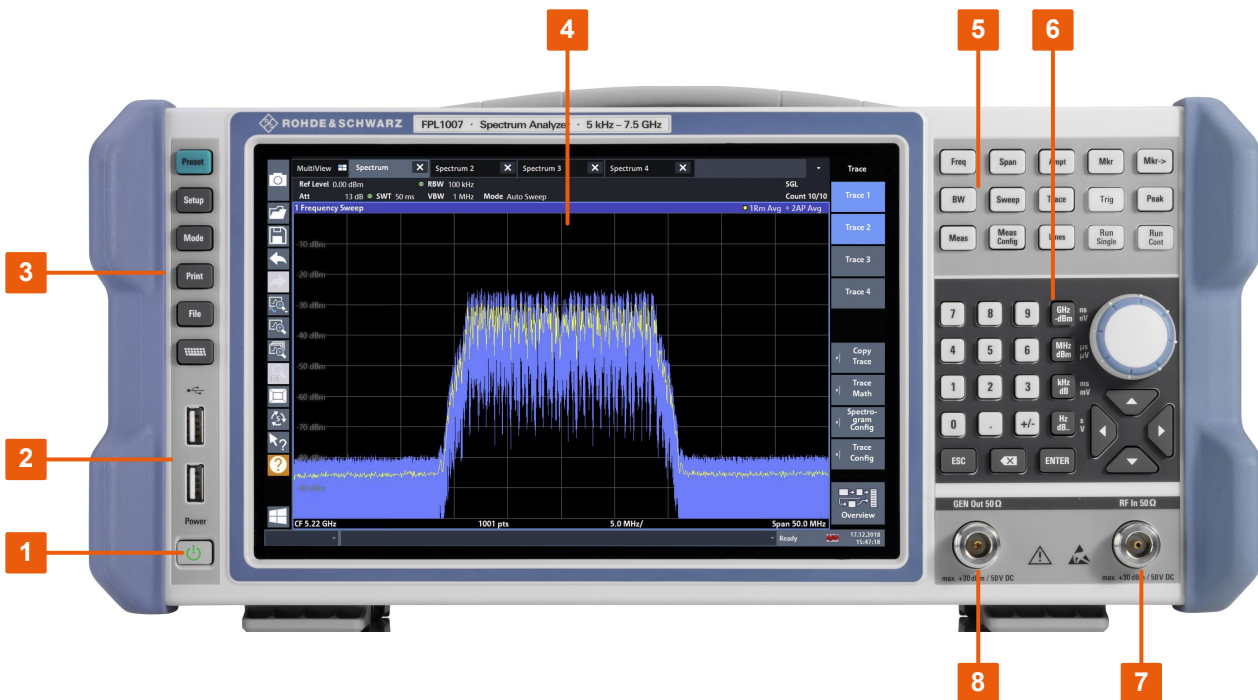 4
5
6
3
2
1
8
7
ROHDE&SCHWARZ
FPL1007 · Spectrum Analyzer · 5 kHz – 7.5 GHz
Preset
Setup
Mode
Print
File
Power
MultiView
Spectrum
Spectrum 2
Spectrum 3
Spectrum 4
Ref Level 0.00 dBm
RBW 100 kHz
SGL
Att 13 dB
SWT 50 ms
VBW 1 MHz
Mode Auto Sweep
Count 10/10
1 Frequency Sweep
1Rm Avg
2AP Avg
-10 dBm
-20 dBm
-30 dBm
-40 dBm
-50 dBm
-60 dBm
-70 dBm
CF 5.22 GHz
1001 pts
5.0 MHz/
Span 50.0 MHz
Ready
17.12.2018
15:47:18
Trace
Trace 1
Trace 2
Trace 3
Trace 4
Copy
Trace
Trace
Math
Spectro-
gram
Config
Trace
Config
Overview
Freq
Span
Ampt
Mkr
Mkr->
BW
Sweep
Trace
Trig
Peak
Meas
Meas
Config
Lines
Run
Single
Run
Cont
7 8 9
GHz
-dBm
ns
nV
4 5 6
MHz
dBm
µs
µV
1 2 3
kHz
dB
ms
mV
0 . +/-
Hz
dB..
s
V
ESC
ENTER
GEN Out 50 Ω
RF In 50 Ω
max. +30 dBm / 50 V DC
max. +30 dBm / 50 V DC